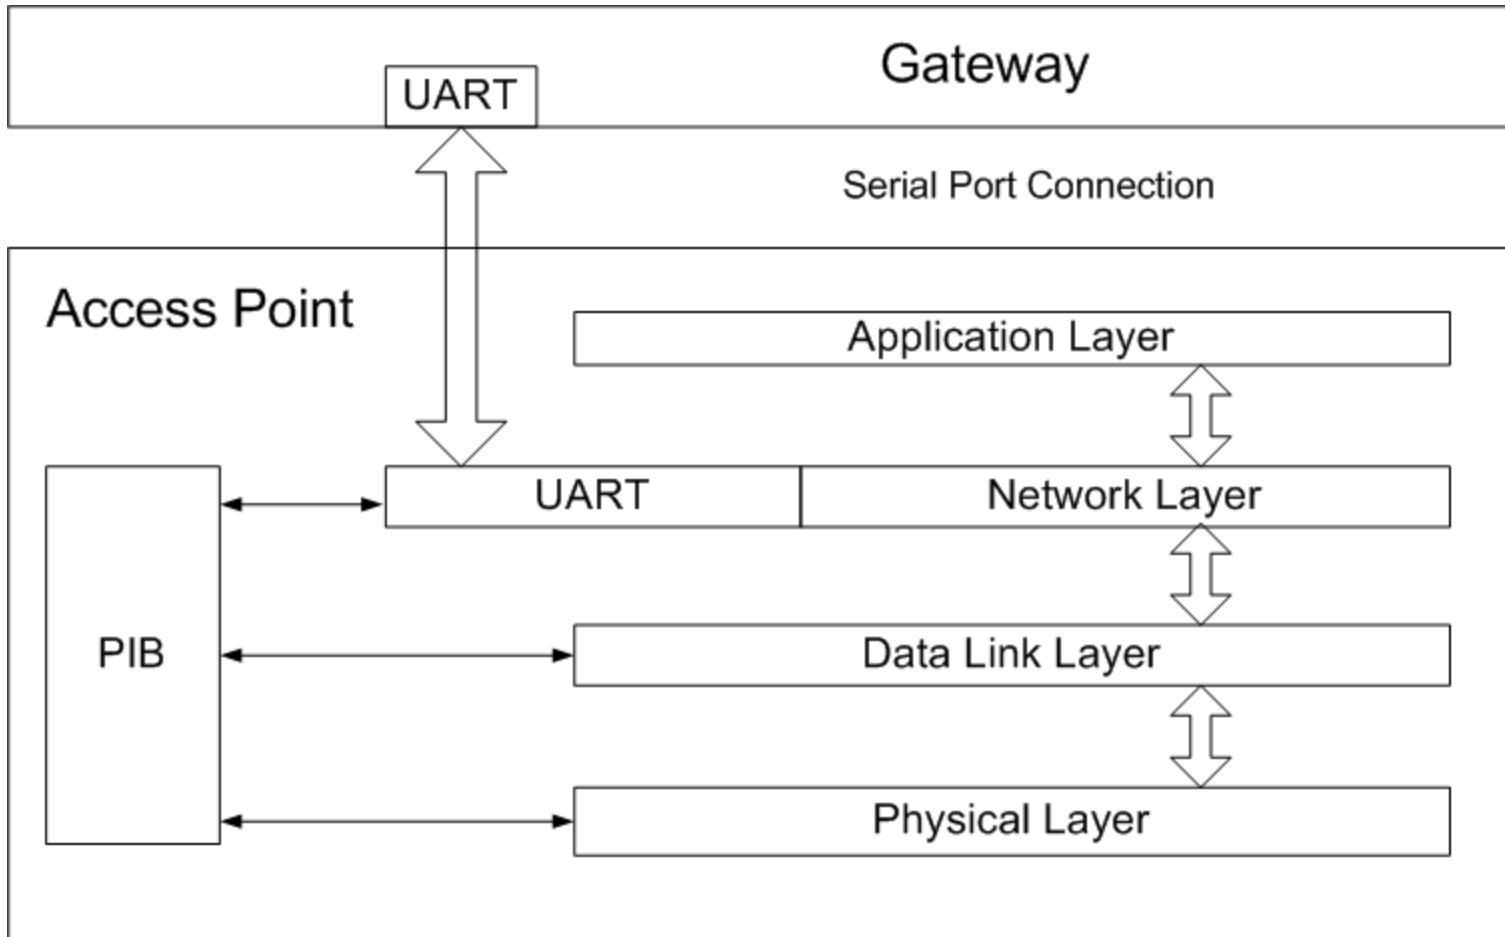 Gateway
UART
Serial Port Connection
Access Point
Application Layer
UART
Network Layer
PIB
Data Link Layer
Physical Layer